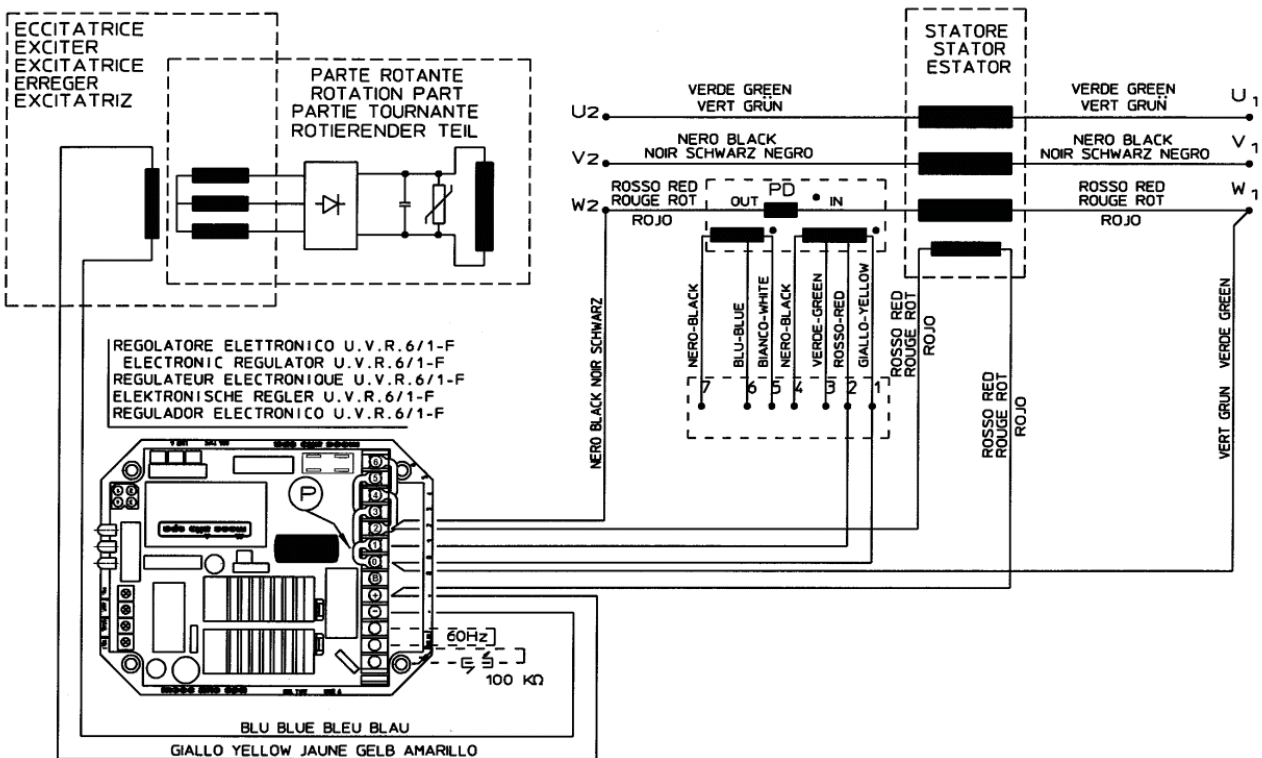 ECCITATRICE
EXCITER
EXCITATRICE
ERREGER
EXCITATRIZ
PARTE ROTANTE
ROTATION PART
PARTIE TOURNANTE
ROTIERENDER TEIL
STATORE
STATOR
ESTATOR
U2
VERDE GREEN
VERT GRÜN
VERDE GREEN
VERT GRUN
U1
V2
NERO BLACK
NOIR SCHWARZ NEGRO
NERO BLACK
NOIR SCHWARZ NEGRO
V1
W2
ROSSO RED
ROUGE ROT
ROJO
PD
OUT
IN
ROSSO RED
ROUGE ROT
ROJO
W1
NERO-BLACK
BLU-BLUE
BIANCO-WHITE
NERO-BLACK
VERDE-GREEN
ROSSO-RED
GIALLO-YELLOW
7 6 5 4 3 2 1
NERO BLACK NOIR SCHWARZ
ROSSO RED
ROUGE ROT
ROJO
ROSSO RED
ROUGE ROT
ROJO
VERT GRUN VERDE GREEN
REGOLATORE ELETTRONICO U.V.R.6/1-F
ELECTRONIC REGULATOR U.V.R.6/1-F
REGULATEUR ELECTRONIQUE U.V.R.6/1-F
ELEKTRONISCHE REGLER U.V.R.6/1-F
REGULADOR ELECTRONICO U.V.R.6/1-F
P
6
5
4
3
2
1
0
B
+
-
60Hz
100 KΩ
BLU BLUE BLEU BLAU
GIALLO YELLOW JAUNE GELB AMARILLO